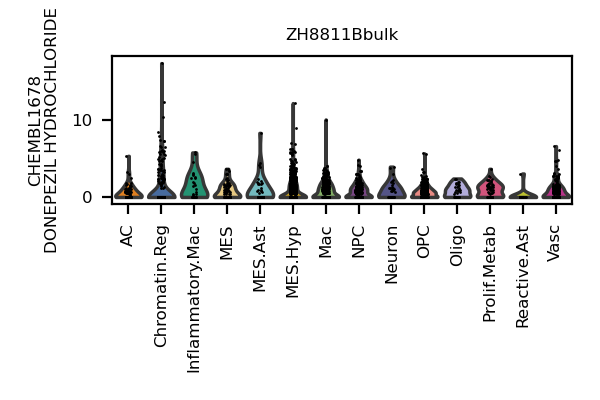 ZH8811Bbulk
CHEMBL1678
DONEPEZIL HYDROCHLORIDE
10
0
AC
Chromatin.Reg
Inflammatory.Mac
MES
MES.Ast
MES.Hyp
Mac
NPC
Neuron
OPC
Oligo
Prolif.Metab
Reactive.Ast
Vasc